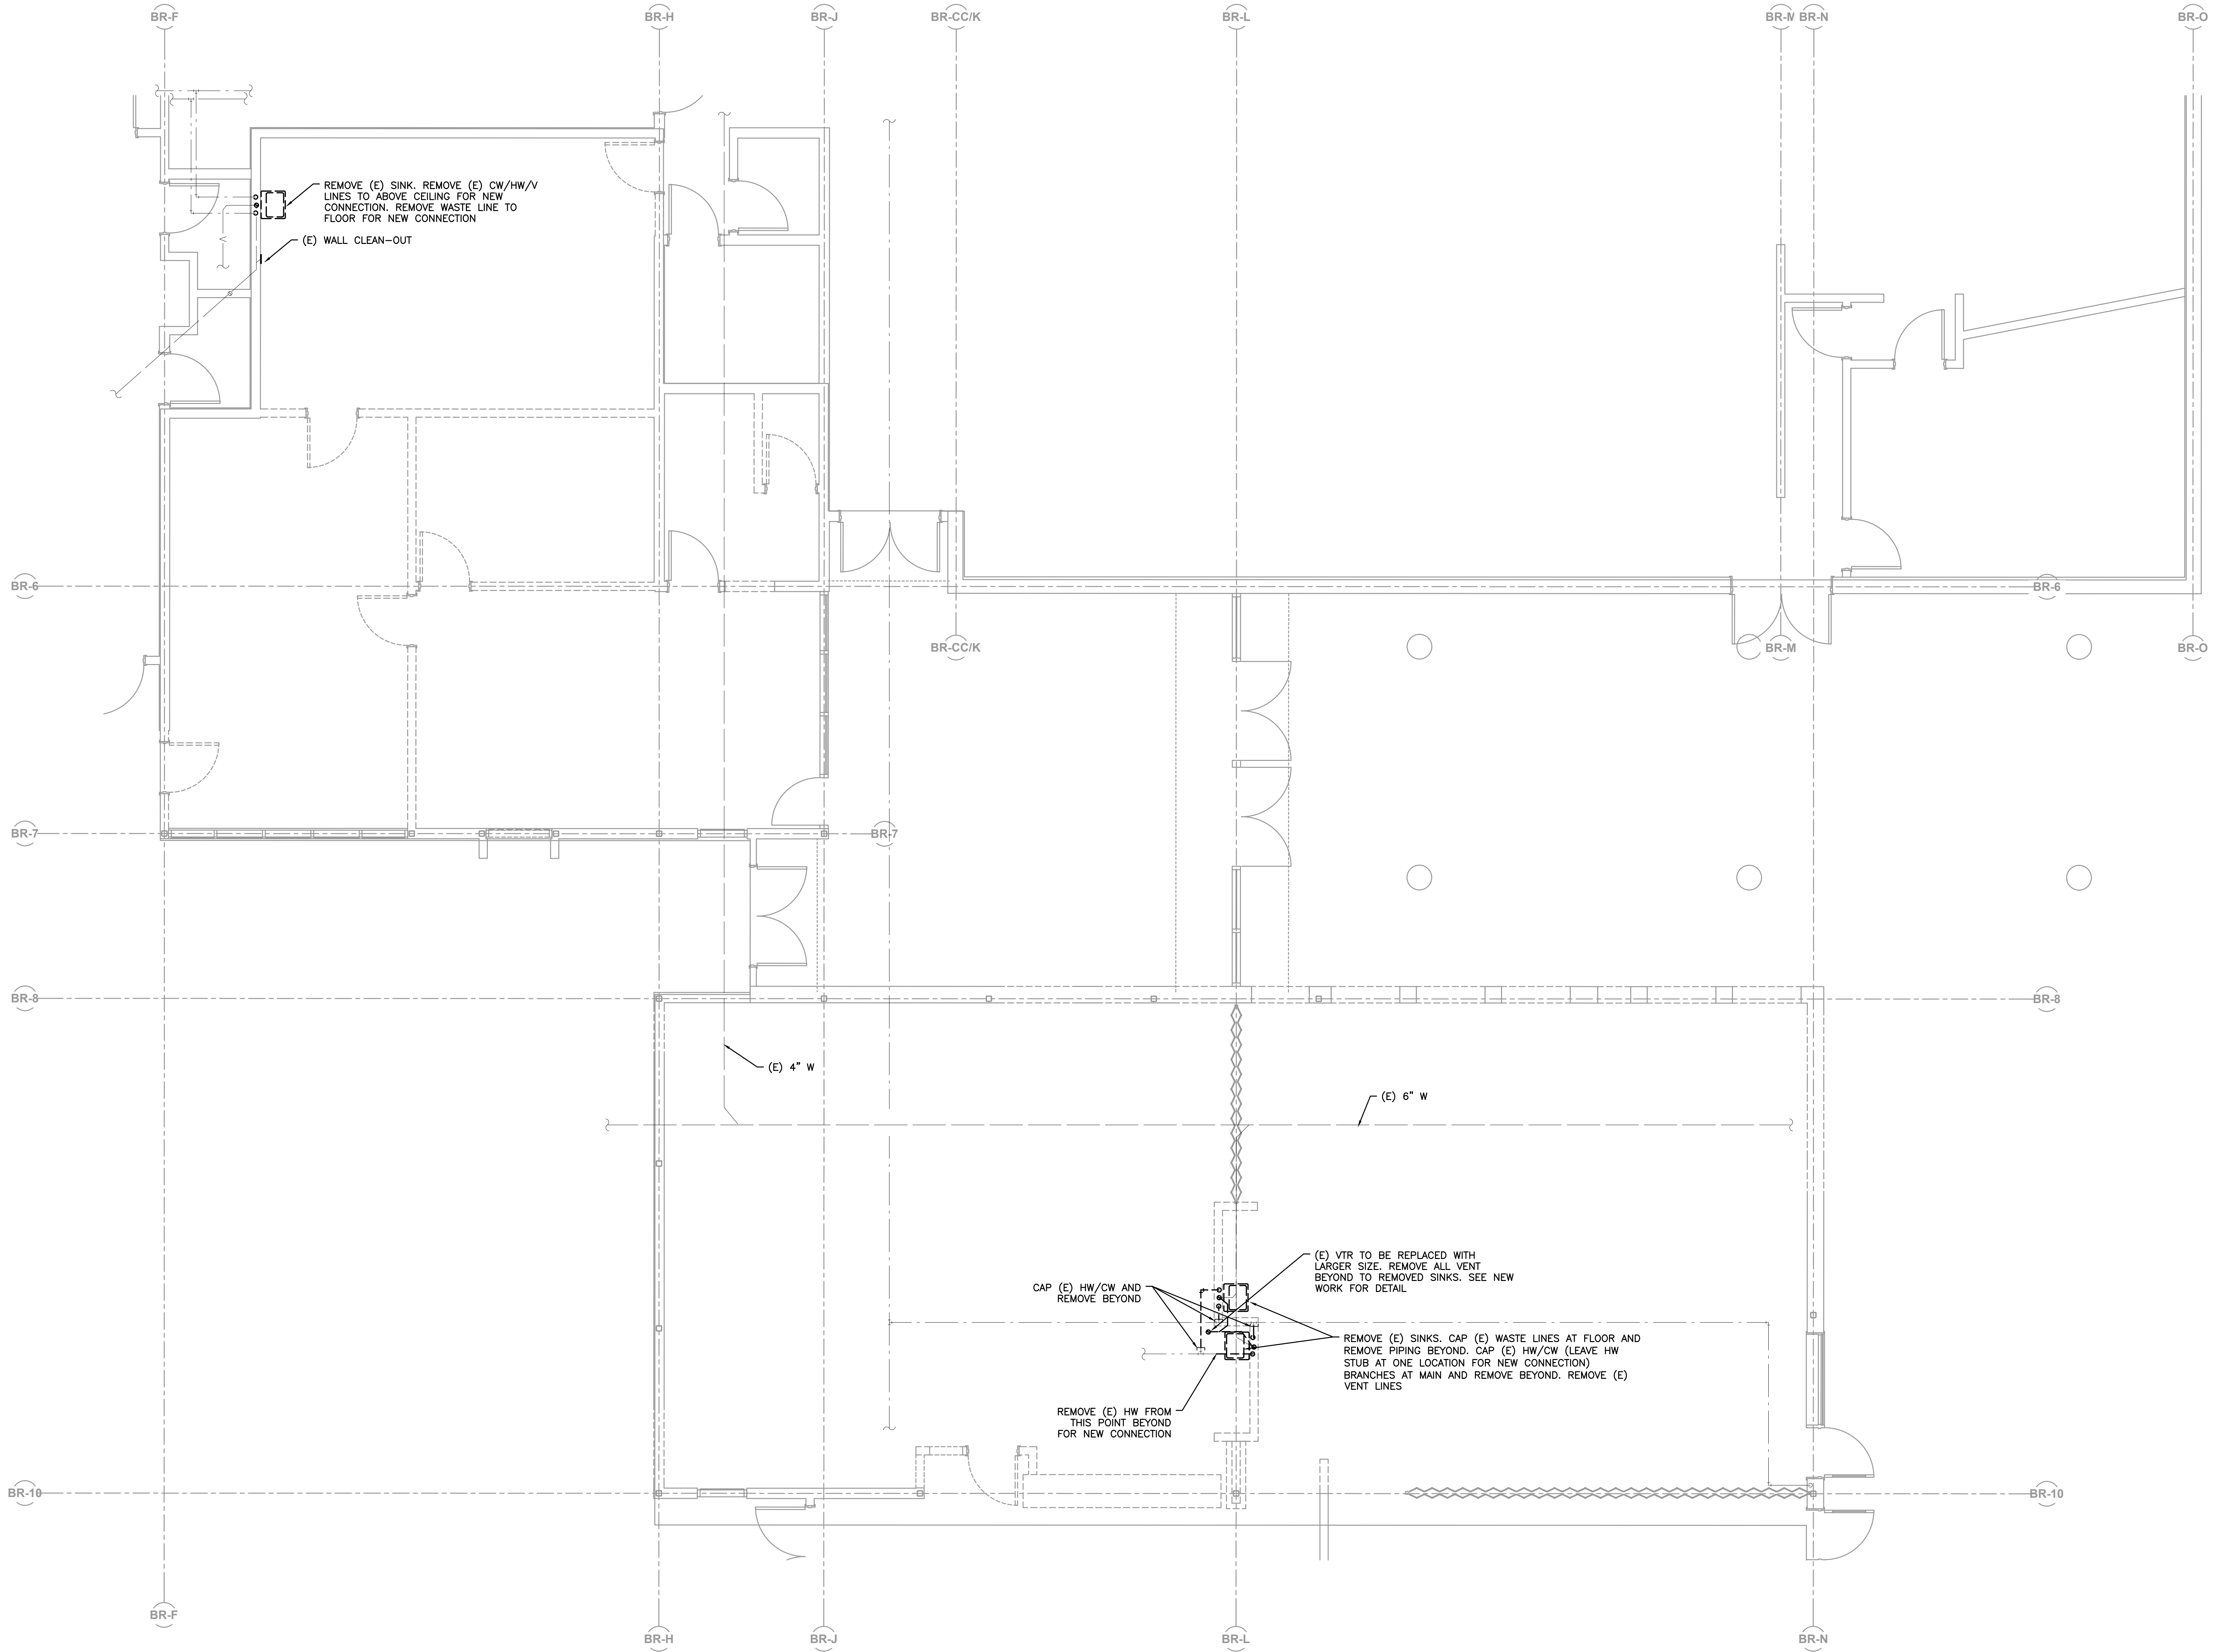 BR-F
BR-H
BR-J
BR-CC/K
BR-L
BR-M
BR-N
BR-O
REMOVE (E) SINK. REMOVE (E) CW/HW/V
LINES TO ABOVE CEILING FOR NEW
CONNECTION. REMOVE WASTE LINE TO
FLOOR FOR NEW CONNECTION
(E) WALL CLEAN-OUT
V
BR-6
BR-6
BR-CC/K
BR-M
BR-O
BR-7
BR-7
BR-8
BR-8
(E) 4" W
(E) 6" W
(E) VTR TO BE REPLACED WITH
LARGER SIZE. REMOVE ALL VENT
BEYOND TO REMOVED SINKS. SEE NEW
WORK FOR DETAIL
CAP (E) HW/CW AND
REMOVE BEYOND
REMOVE (E) SINKS. CAP (E) WASTE LINES AT FLOOR AND
REMOVE PIPING BEYOND. CAP (E) HW/CW (LEAVE HW
STUB AT ONE LOCATION FOR NEW CONNECTION)
BRANCHES AT MAIN AND REMOVE BEYOND. REMOVE (E)
VENT LINES
REMOVE (E) HW FROM
THIS POINT BEYOND
FOR NEW CONNECTION
BR-10
BR-10
BR-F
BR-H
BR-J
BR-L
BR-N